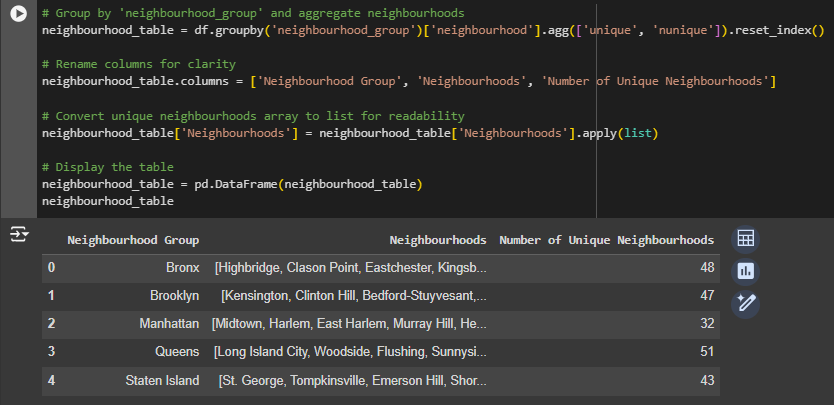 # Group by 'neighbourhood_group' and aggregate neighbourhoods
neighbourhood_table = df.groupby('neighbourhood_group')['neighbourhood'].agg(['unique', 'nunique']).reset_index()
# Rename columns for clarity
neighbourhood_table.columns = ['Neighbourhood Group', 'Neighbourhoods', 'Number of Unique Neighbourhoods']
# Convert unique neighbourhoods array to list for readability
neighbourhood_table['Neighbourhoods'] = neighbourhood_table['Neighbourhoods'].apply(list)
# Display the table
neighbourhood_table = pd.DataFrame(neighbourhood_table)
neighbourhood_table
Neighbourhood Group Neighbourhoods Number of Unique Neighbourhoods
0 Bronx [Highbridge, Clason Point, Eastchester, Kingsb... 48
1 Brooklyn [Kensington, Clinton Hill, Bedford-Stuyvesant,... 47
2 Manhattan [Midtown, Harlem, East Harlem, Murray Hill, He... 32
3 Queens [Long Island City, Woodside, Flushing, Sunnysi... 51
4 Staten Island [St. George, Tompkinsville, Emerson Hill, Shor... 43